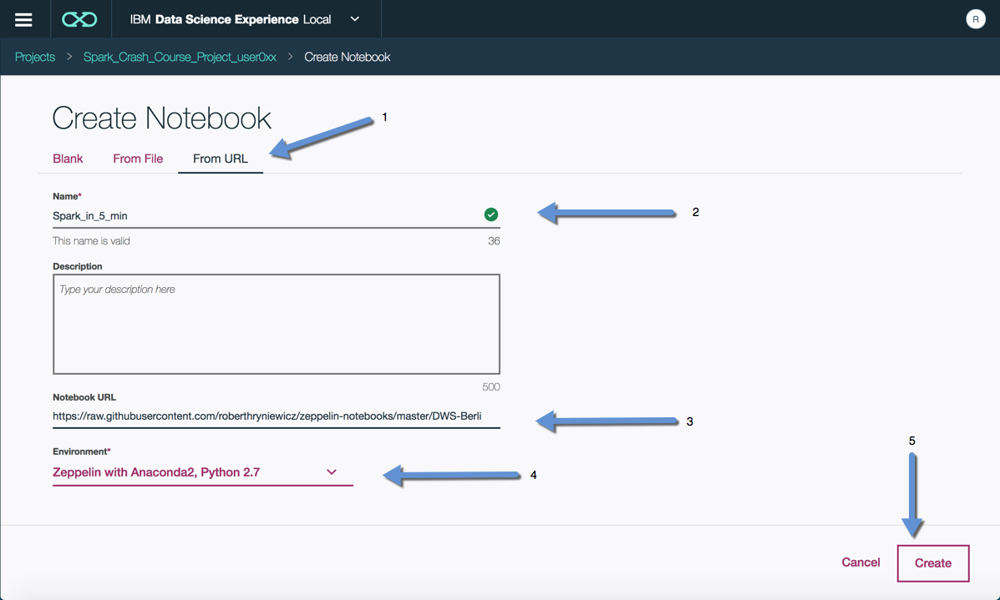 IBM Data Science Experience Local
R
Projects > Spark_Crash_Course_Project_user0xx > Create Notebook
Create Notebook
1
Blank From File From URL
Name*
Spark_in_5_min
2
This name is valid 36
Description
Type your description here
500
Notebook URL
https://raw.githubusercontent.com/roberthryniewicz/zeppelin-notebooks/master/DWS-Berli
3
Environment*
Zeppelin with Anaconda2, Python 2.7
4
5
Cancel Create